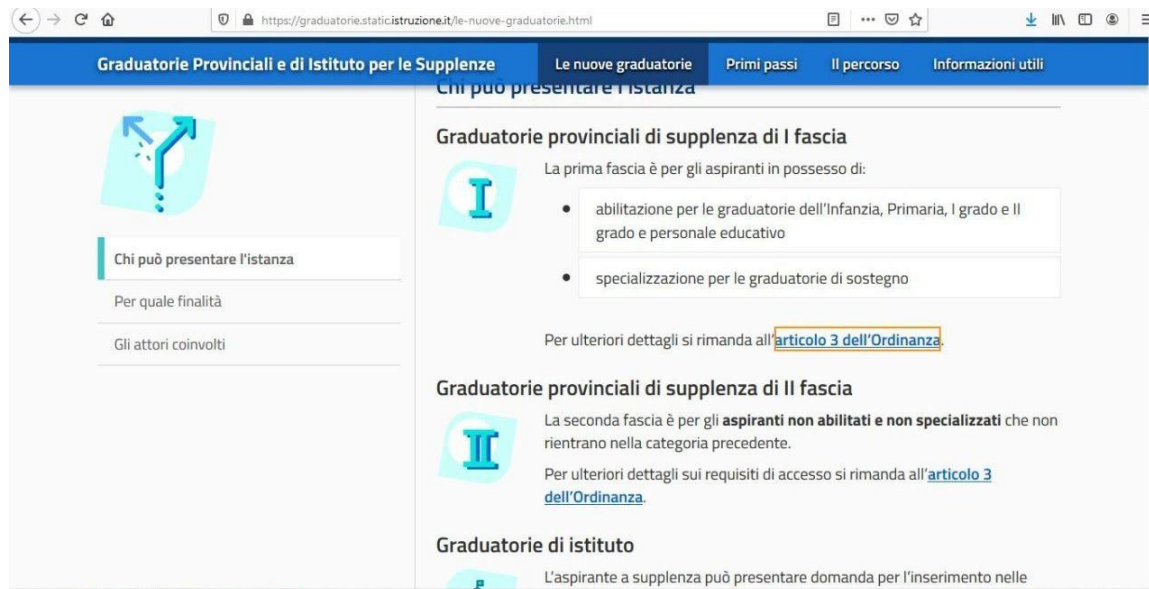 https://graduatorie.static.istruzione.it/le-nuove-graduatorie.html
Graduatorie Provinciali e di Istituto per le Supplenze
Le nuove graduatorie
Primi passi
Il percorso
Informazioni utili
Chi può presentare l'istanza
Per quale finalità
Gli attori coinvolti
Chi può presentare l'istanza
Graduatorie provinciali di supplenza di I fascia
I
La prima fascia è per gli aspiranti in possesso di:
abilitazione per le graduatorie dell'Infanzia, Primaria, I grado e II
grado e personale educativo
specializzazione per le graduatorie di sostegno
Per ulteriori dettagli si rimanda all'articolo 3 dell'Ordinanza.
Graduatorie provinciali di supplenza di II fascia
II
La seconda fascia è per gli aspiranti non abilitati e non specializzati che non
rientrano nella categoria precedente.
Per ulteriori dettagli sui requisiti di accesso si rimanda all'articolo 3
dell'Ordinanza.
Graduatorie di istituto
L'aspirante a supplenza può presentare domanda per l'inserimento nelle